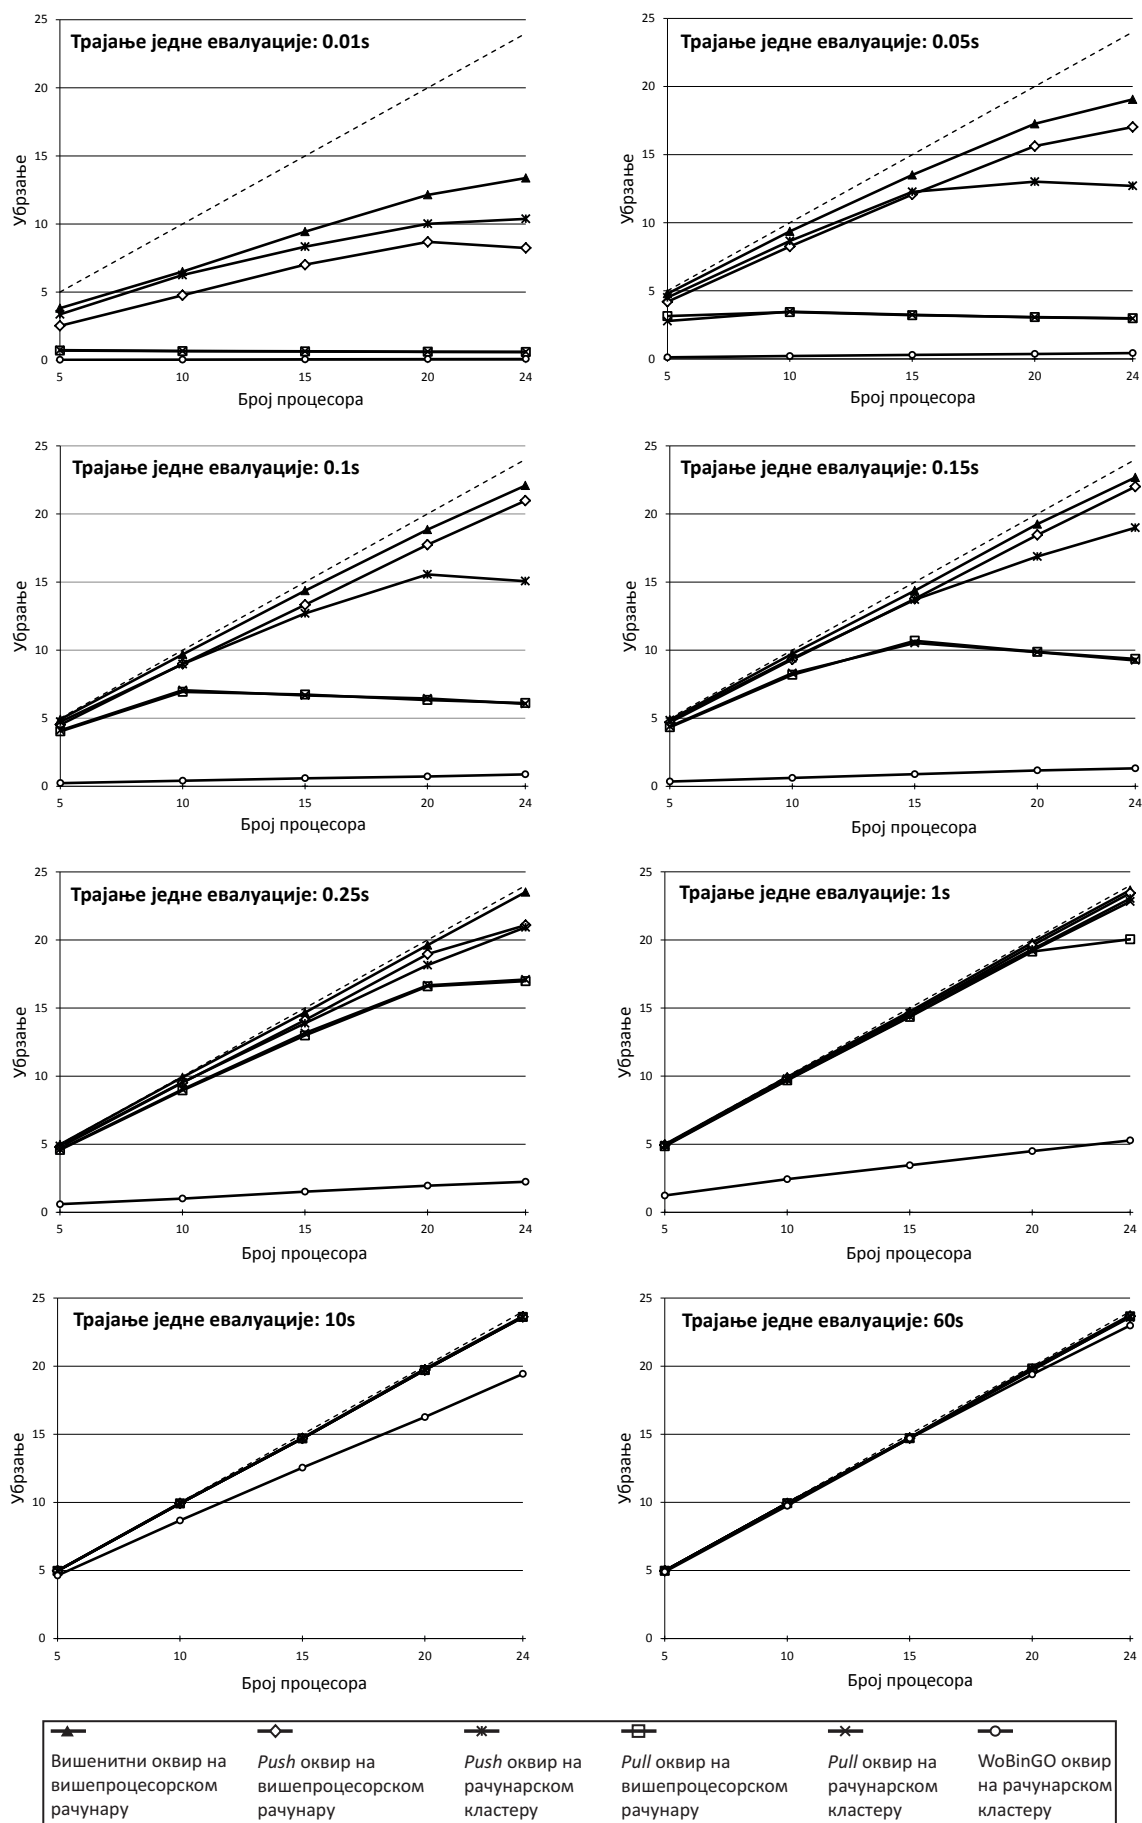 Трајање једне евалуације: 0.01s
25
20
15
10
5
0
Убрзање
5 10 15 20 24
Број процесора
Трајање једне евалуације: 0.05s
25
20
15
10
5
0
Убрзање
5 10 15 20 24
Број процесора
Трајање једне евалуације: 0.1s
25
20
15
10
5
0
Убрзање
5 10 15 20 24
Број процесора
Трајање једне евалуације: 0.15s
25
20
15
10
5
0
Убрзање
5 10 15 20 24
Број процесора
Трајање једне евалуације: 0.25s
25
20
15
10
5
0
Убрзање
5 10 15 20 24
Број процесора
Трајање једне евалуације: 1s
25
20
15
10
5
0
Убрзање
5 10 15 20 24
Број процесора
Трајање једне евалуације: 10s
25
20
15
10
5
0
Убрзање
5 10 15 20 24
Број процесора
Трајање једне евалуације: 60s
25
20
15
10
5
0
Убрзање
5 10 15 20 24
Број процесора
Вишенитни оквир на
вишепроцесорском
рачунару
Push оквир на
вишепроцесорском
рачунару
Push оквир на
рачунарском
кластеру
Pull оквир на
вишепроцесорском
рачунару
Pull оквир на
рачунарском
кластеру
WoBinGO оквир
на рачунарском
кластеру